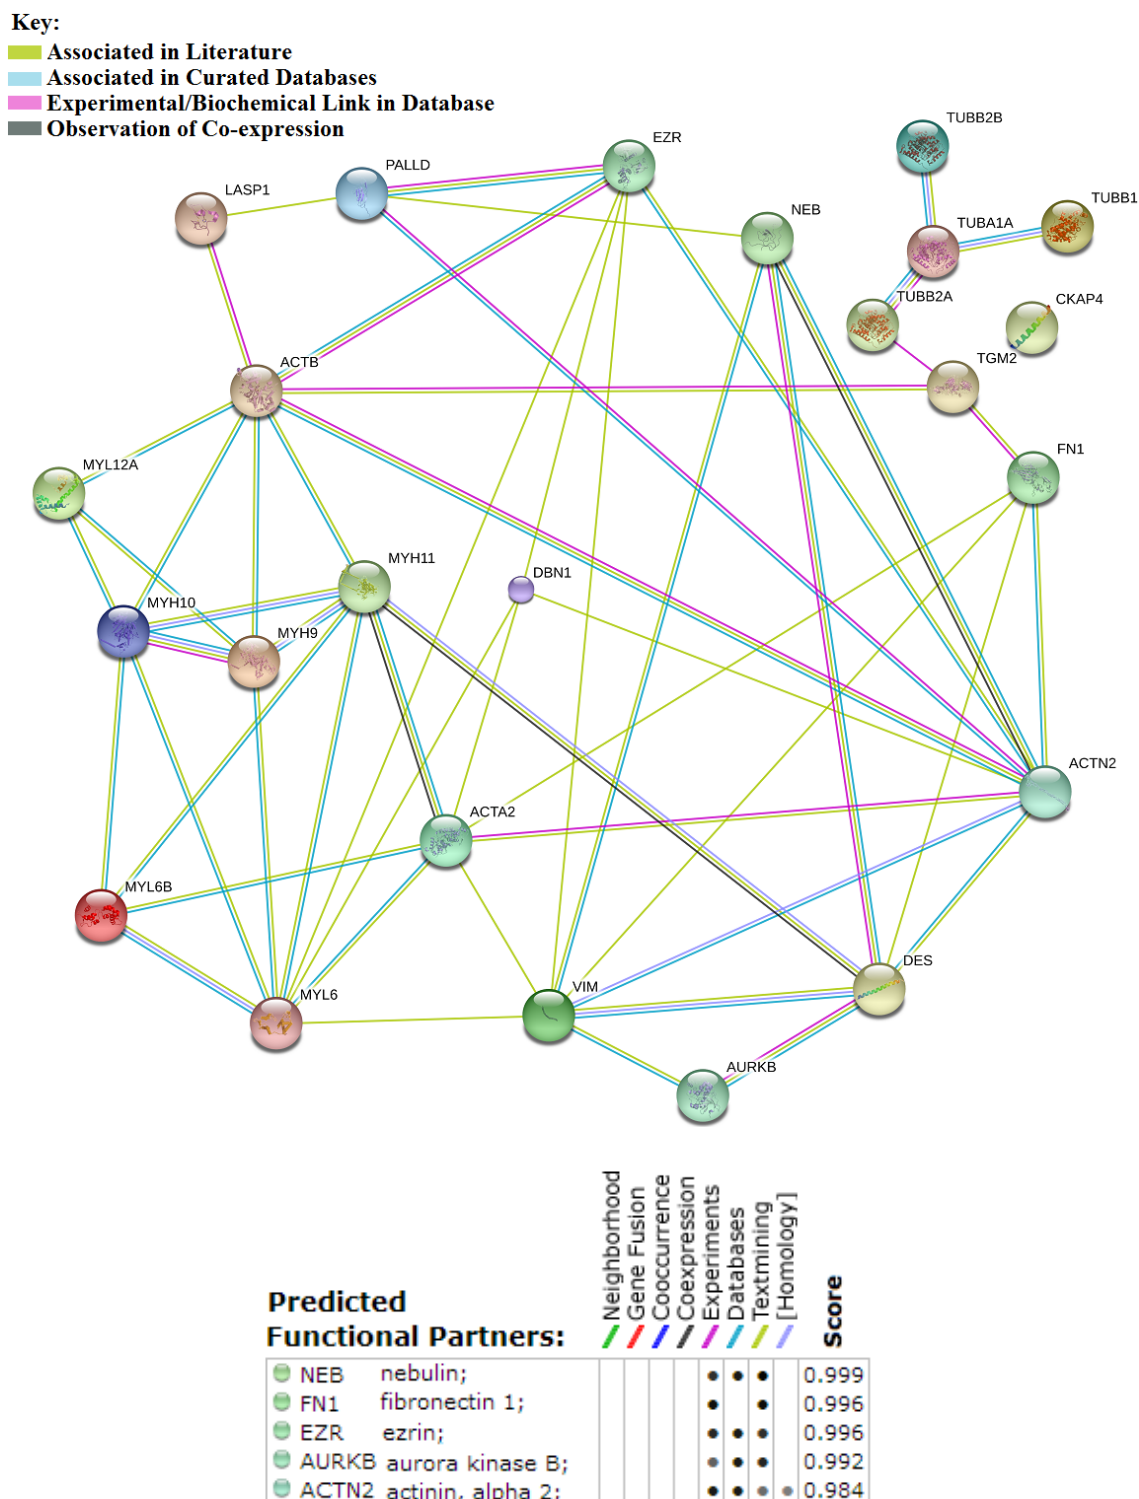 Key:
Associated in Literature
Associated in Curated Databases
Experimental/Biochemical Link in Database
Observation of Co-expression
TUBB2B
EZR
PALLD
LASP1
TUBB1
NEB
TUBA1A
TUBB2A
CKAP4
TGM2
ACTB
FN1
MYL12A
MYH11
DBN1
MYH10
MYH9
ACTN2
ACTA2
MYL6B
DES
VIM
MYL6
AURKB
Neighborhood
Gene Fusion
Cooccurrence
Coexpression
Experiments
Databases
Textmining
[Homology]
Score
Predicted
Functional Partners:
NEB nebulin; 0.999
FN1 fibronectin 1; 0.996
EZR ezrin; 0.996
AURKB aurora kinase B; 0.992
ACTN2 actinin, alpha 2; 0.984